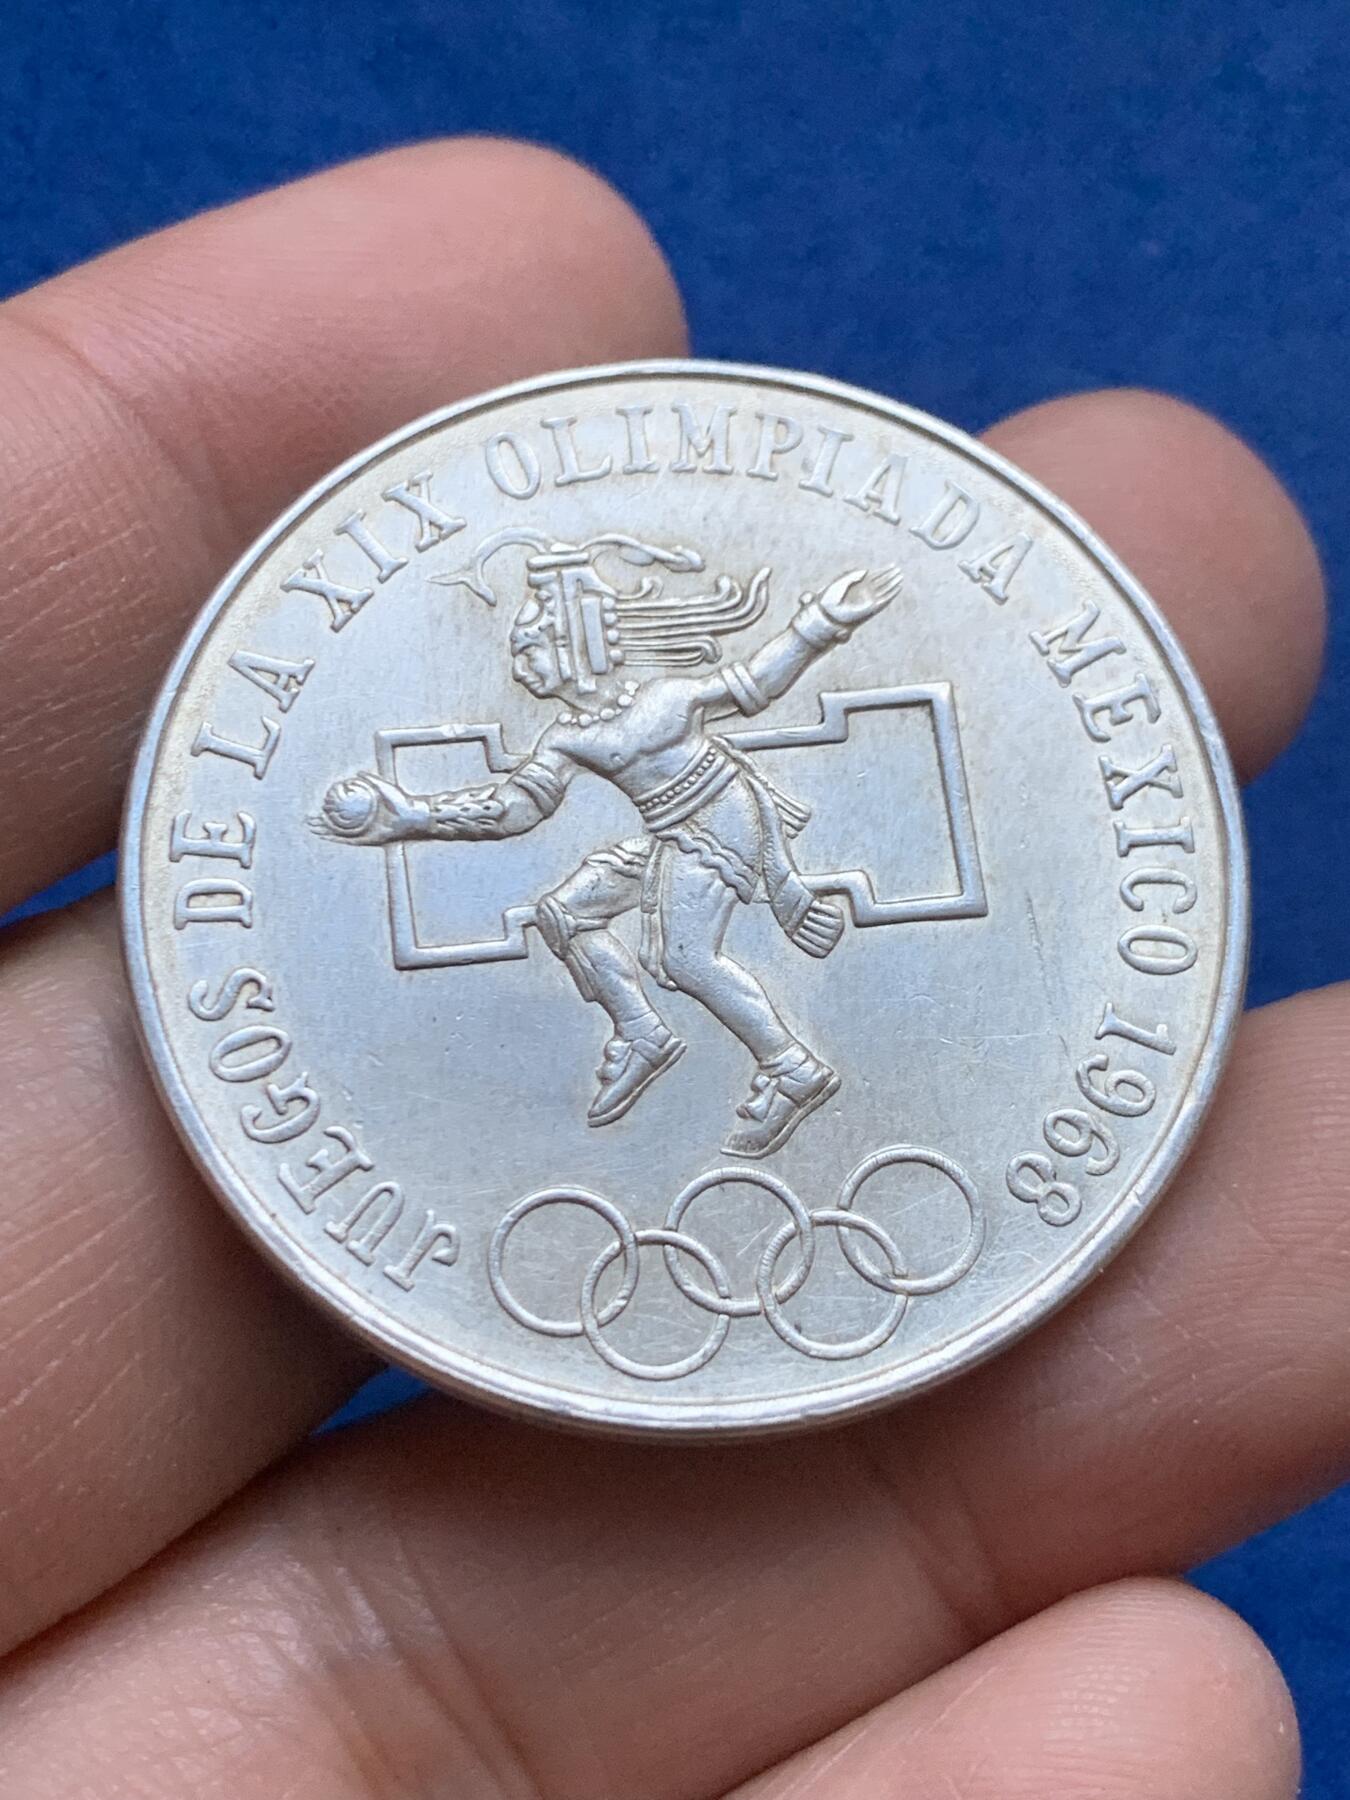 JUEGOS DE LA XIX OLIMPIADA MEXICO 1968